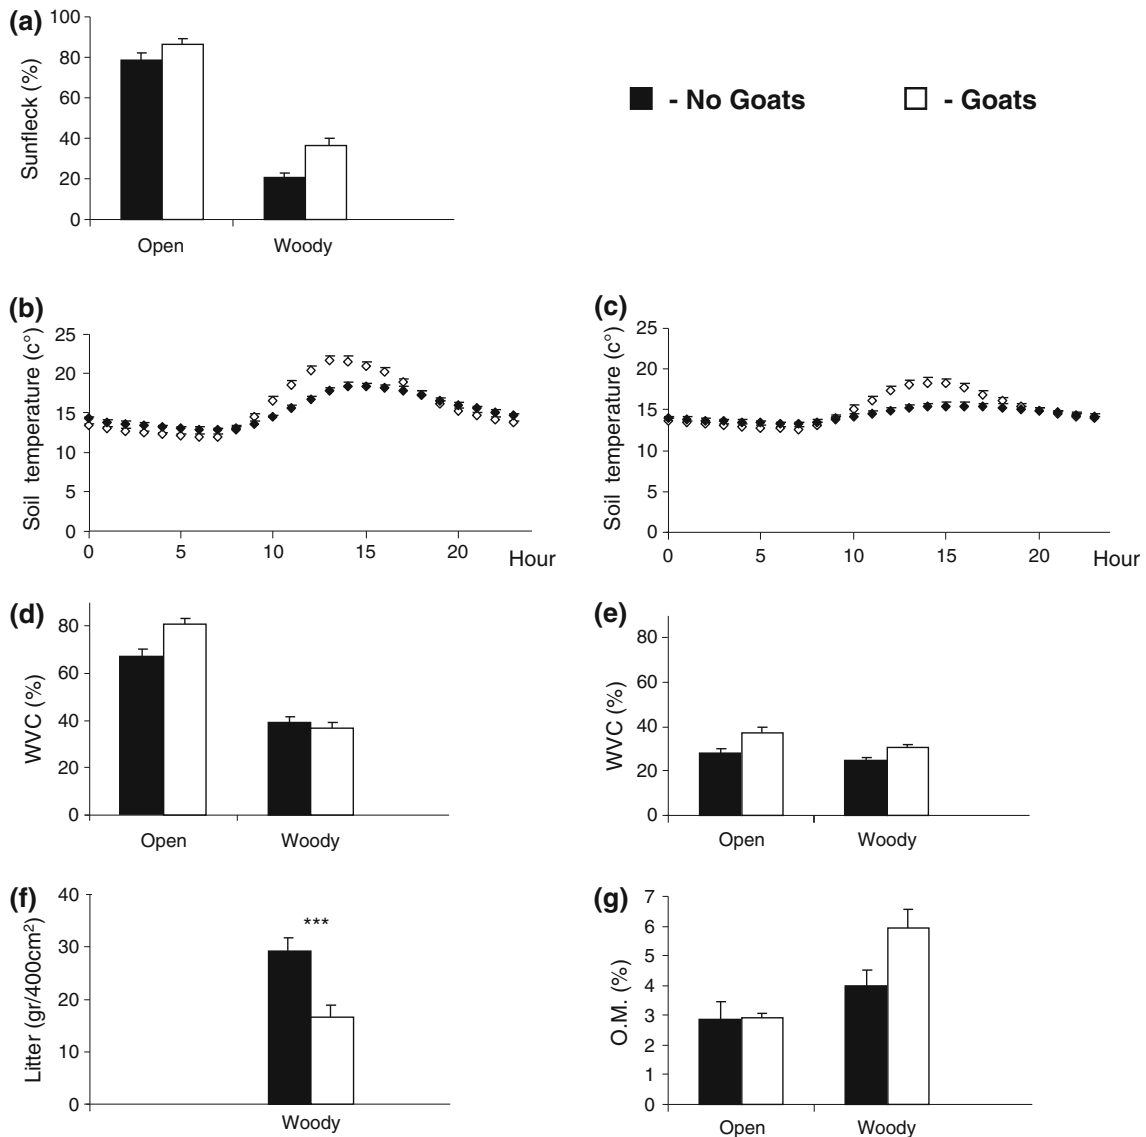 (a)
Sunfleck (%)
100
80
60
40
20
0
Open Woody
- No Goats - Goats
(b)
Soil temperature (c°)
25
20
15
10
5
0
0 5 10 15 20 Hour
(c)
Soil temperature (c°)
25
20
15
10
5
0
0 5 10 15 20 Hour
(d)
WVC (%)
80
60
40
20
0
Open Woody
(e)
WVC (%)
80
60
40
20
0
Open Woody
(f)
Litter (gr/400cm²)
40
30
20
10
0
***
Woody
(g)
O.M. (%)
7
6
5
4
3
2
1
0
Open Woody